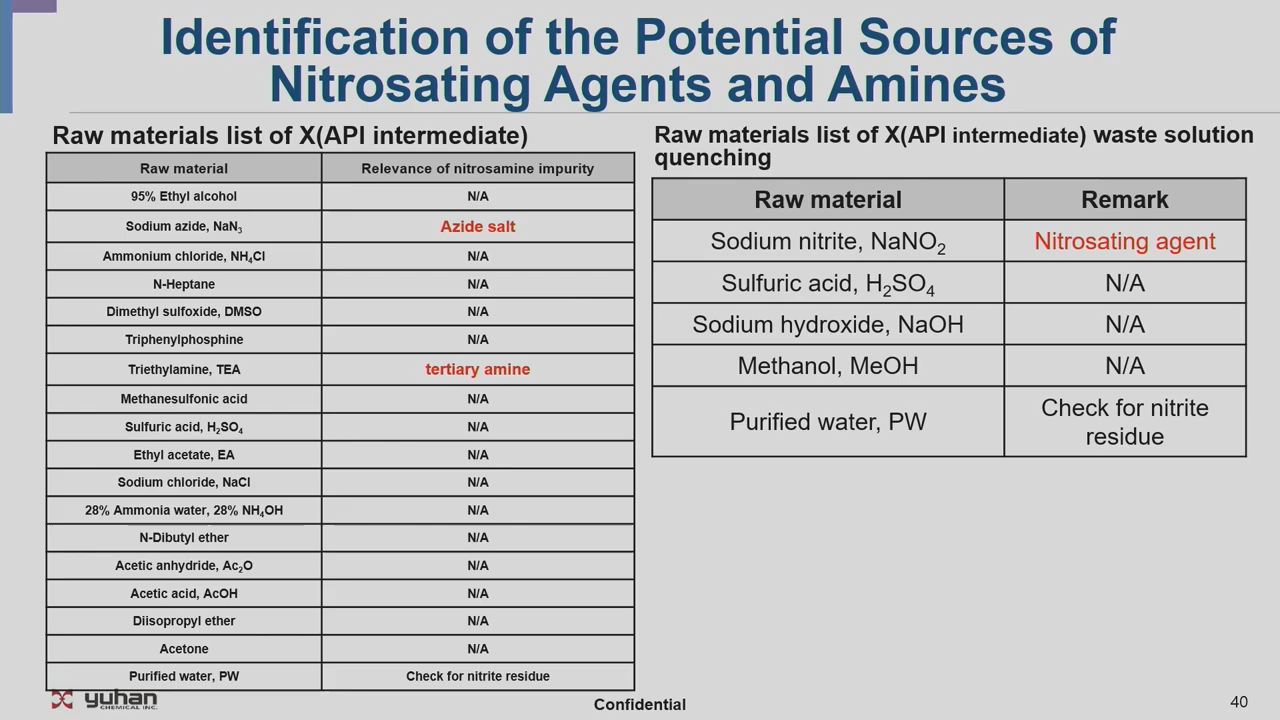 Identification of the Potential Sources of
Nitrosating Agents and Amines
Raw materials list of X(API intermediate)
Raw material Relevance of nitrosamine impurity
95% Ethyl alcohol N/A
Sodium azide, NaN3 Azide salt
Ammonium chloride, NH4Cl N/A
N-Heptane N/A
Dimethyl sulfoxide, DMSO N/A
Triphenylphosphine N/A
Triethylamine, TEA tertiary amine
Methanesulfonic acid N/A
Sulfuric acid, H2SO4 N/A
Ethyl acetate, EA N/A
Sodium chloride, NaCl N/A
28% Ammonia water, 28% NH4OH N/A
N-Dibutyl ether N/A
Acetic anhydride, Ac2O N/A
Acetic acid, AcOH N/A
Diisopropyl ether N/A
Acetone N/A
Purified water, PW Check for nitrite residue
Raw materials list of X(API intermediate) waste solution
quenching
Raw material Remark
Sodium nitrite, NaNO2 Nitrosating agent
Sulfuric acid, H2SO4 N/A
Sodium hydroxide, NaOH N/A
Methanol, MeOH N/A
Purified water, PW Check for nitrite
residue
yuhan
CHEMICAL INC.
Confidential
40